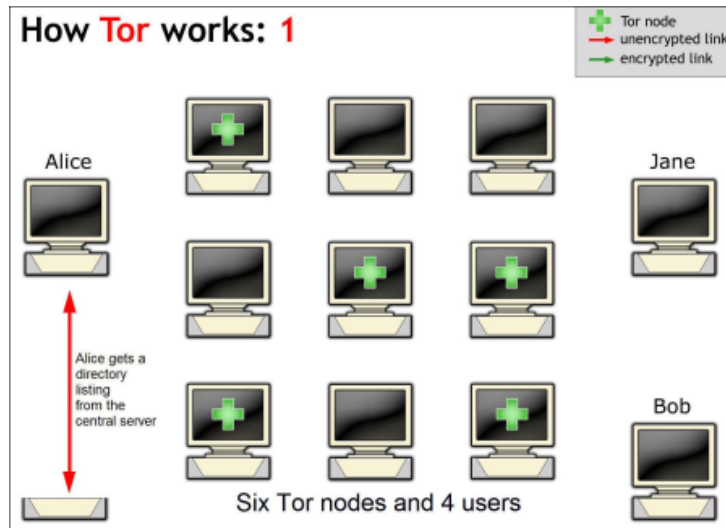 How Tor works: 1
Tor node
unencrypted link
encrypted link
Alice
Jane
Alice gets a
directory
listing
from the
central server
Bob
Six Tor nodes and 4 users